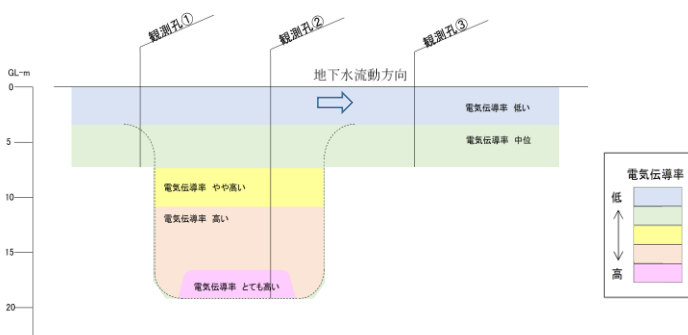 観測孔①
観測孔②
観測孔③
GL-m
地下水流動方向
0
5
10
15
20
電気伝導率 低い
電気伝導率 中位
電気伝導率 やや高い
電気伝導率 高い
電気伝導率 とても高い
電気伝導率
低
高